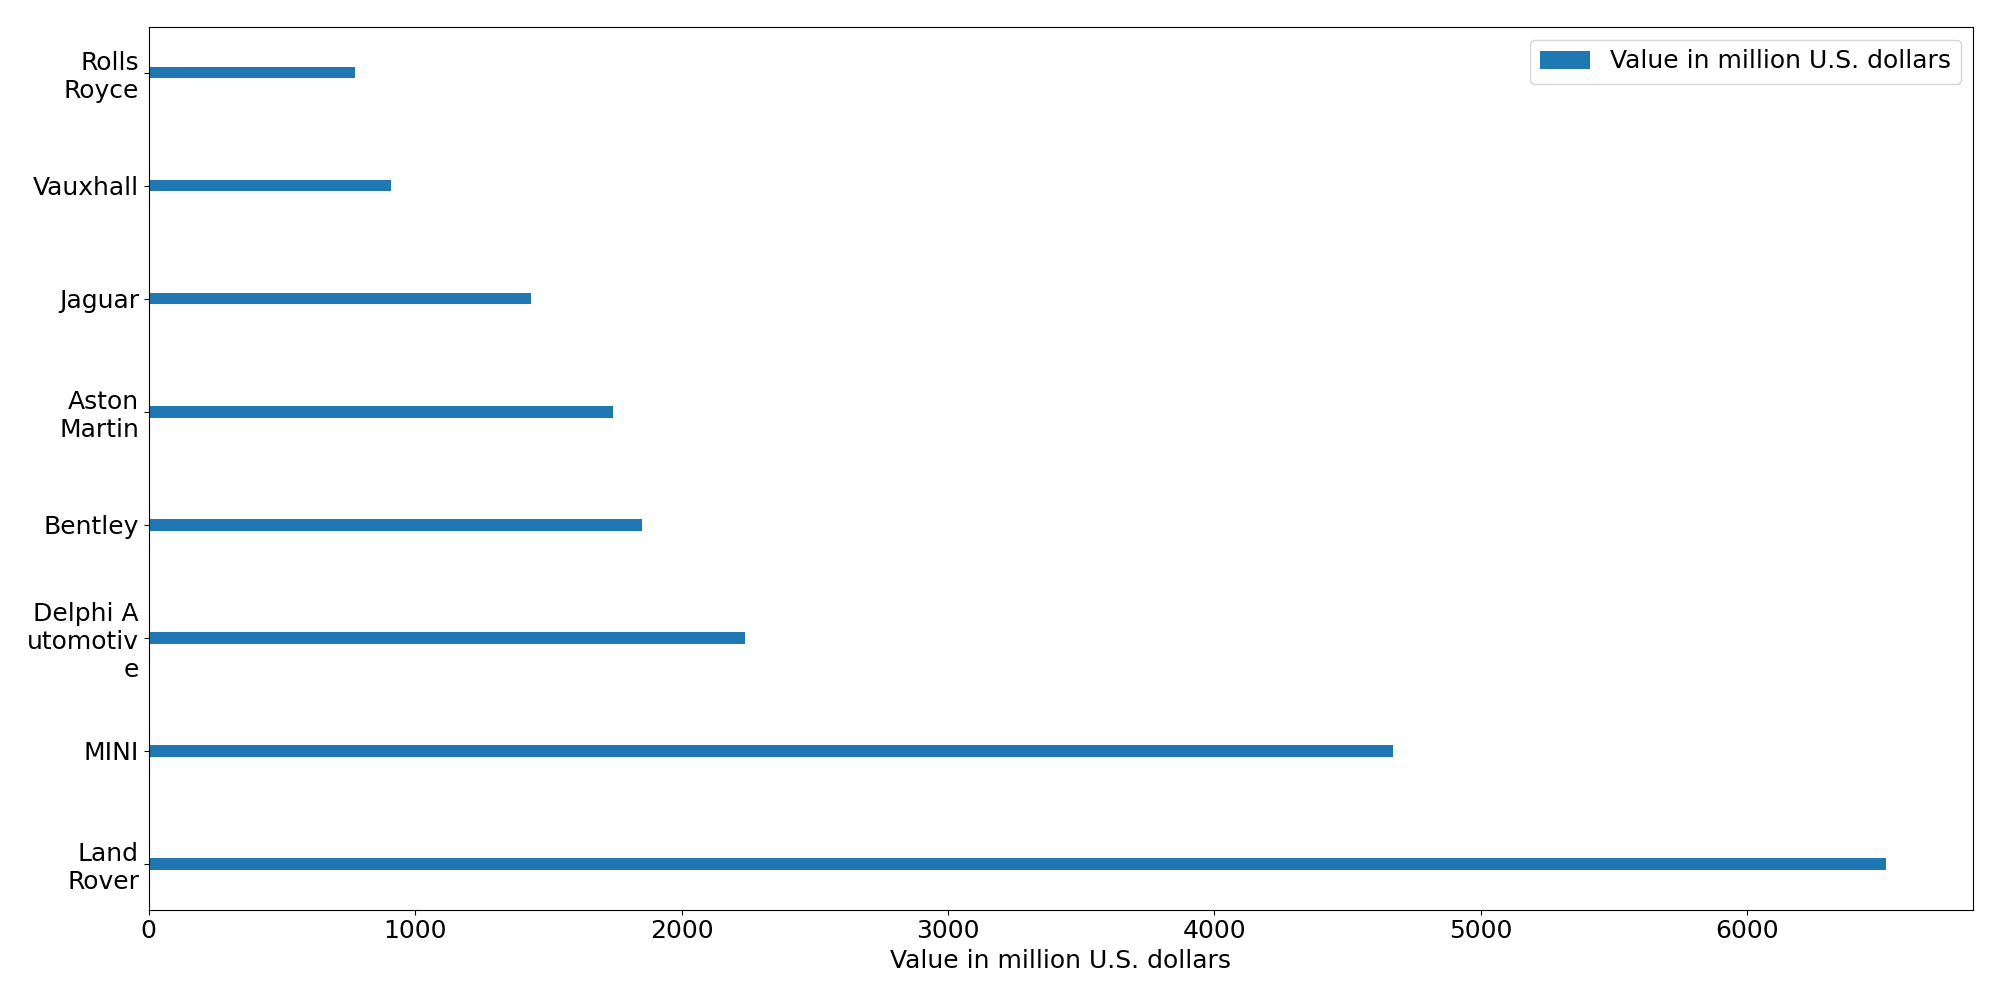 Value in million U.S. dollars
Rolls
Royce
Vauxhall
Jaguar
Aston
Martin
Bentley
Delphi A
utomotiv
e
MINI
Land
Rover
0 1000 2000 3000 4000 5000 6000
Value in million U.S. dollars